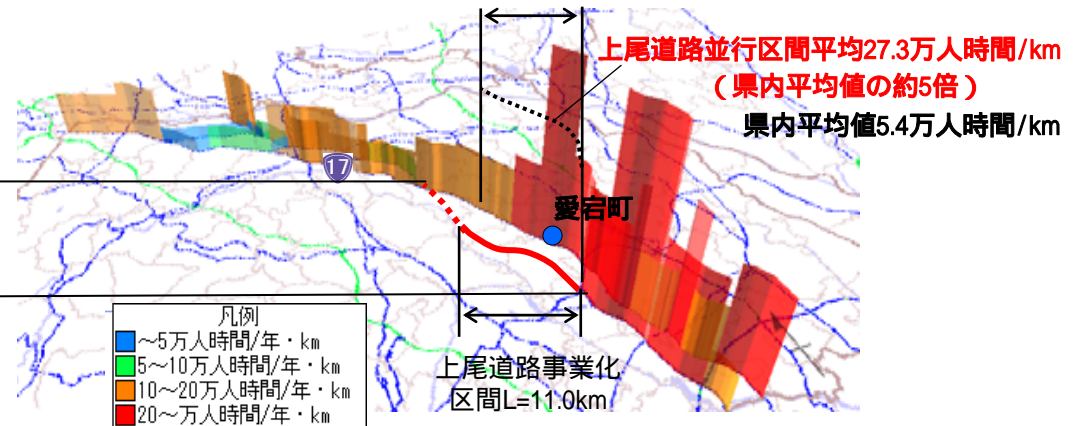 上尾道路並行区間平均27.3万人時間/km
（県内平均値の約5倍）
県内平均値5.4万人時間/km
17
愛宕町
凡例
～5万人時間/年・km
5～10万人時間/年・km
10～20万人時間/年・km
20～万人時間/年・km
上尾道路事業化
区間L=11.0km